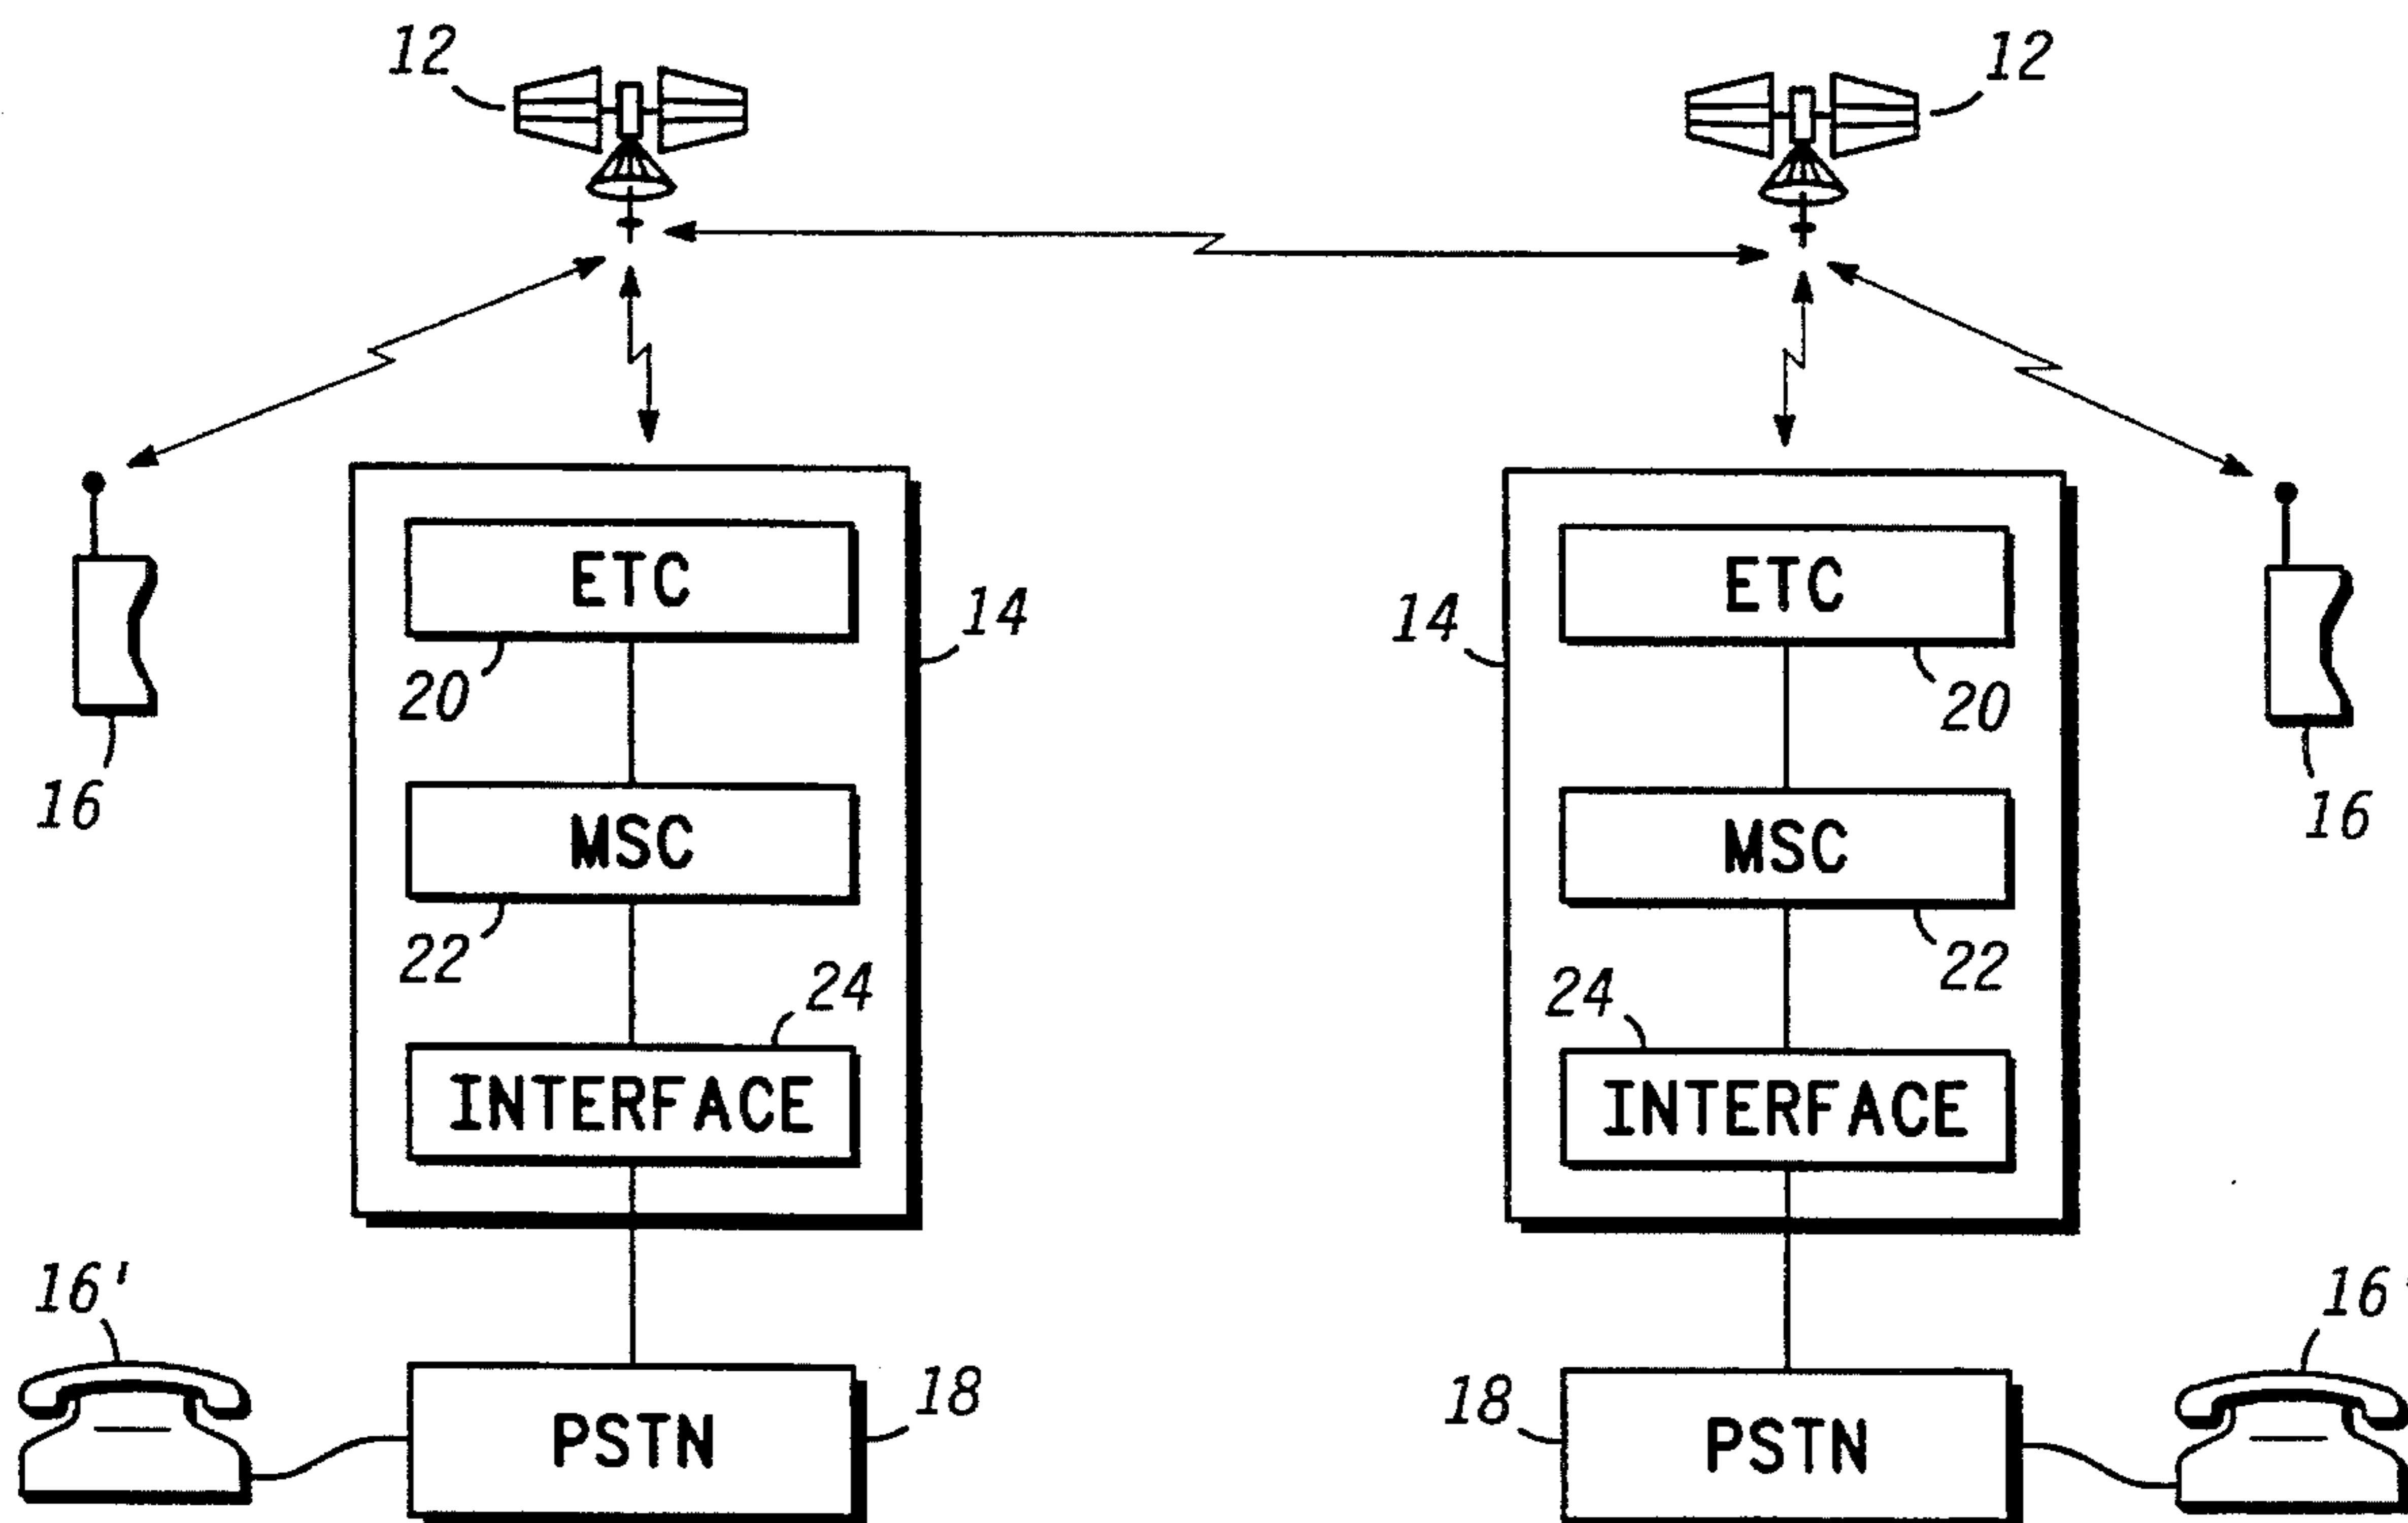 12
12
ETC
14
14
ETC
20
20
16
MSC
MSC
16
22
24
22
24
INTERFACE
INTERFACE
16'
16'
18
18
PSTN
PSTN